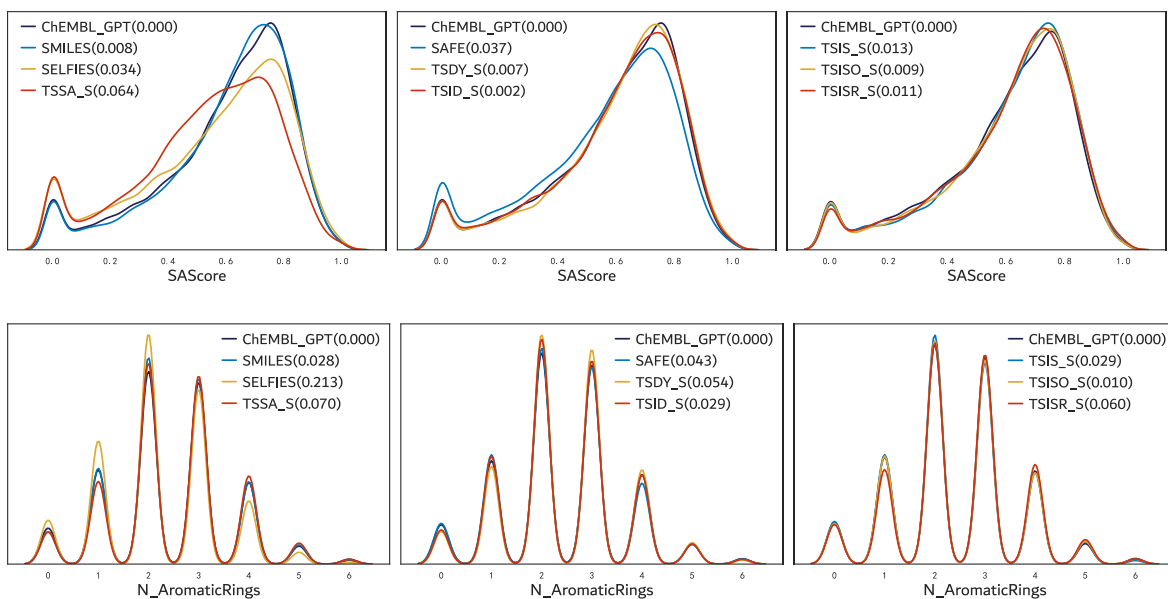 ChEMBL_GPT(0.000)
SMILES(0.008)
SELFIES(0.034)
TSSA_S(0.064)
0.0 0.2 0.4 0.6 0.8 1.0
SAScore
ChEMBL_GPT(0.000)
SAFE(0.037)
TSDY_S(0.007)
TSID_S(0.002)
0.0 0.2 0.4 0.6 0.8 1.0
SAScore
ChEMBL_GPT(0.000)
TSIS_S(0.013)
TSISO_S(0.009)
TSISR_S(0.011)
0.0 0.2 0.4 0.6 0.8 1.0
SAScore
ChEMBL_GPT(0.000)
SMILES(0.028)
SELFIES(0.213)
TSSA_S(0.070)
0 1 2 3 4 5 6
N_AromaticRings
ChEMBL_GPT(0.000)
SAFE(0.043)
TSDY_S(0.054)
TSID_S(0.029)
0 1 2 3 4 5 6
N_AromaticRings
ChEMBL_GPT(0.000)
TSIS_S(0.029)
TSISO_S(0.010)
TSISR_S(0.060)
0 1 2 3 4 5 6
N_AromaticRings